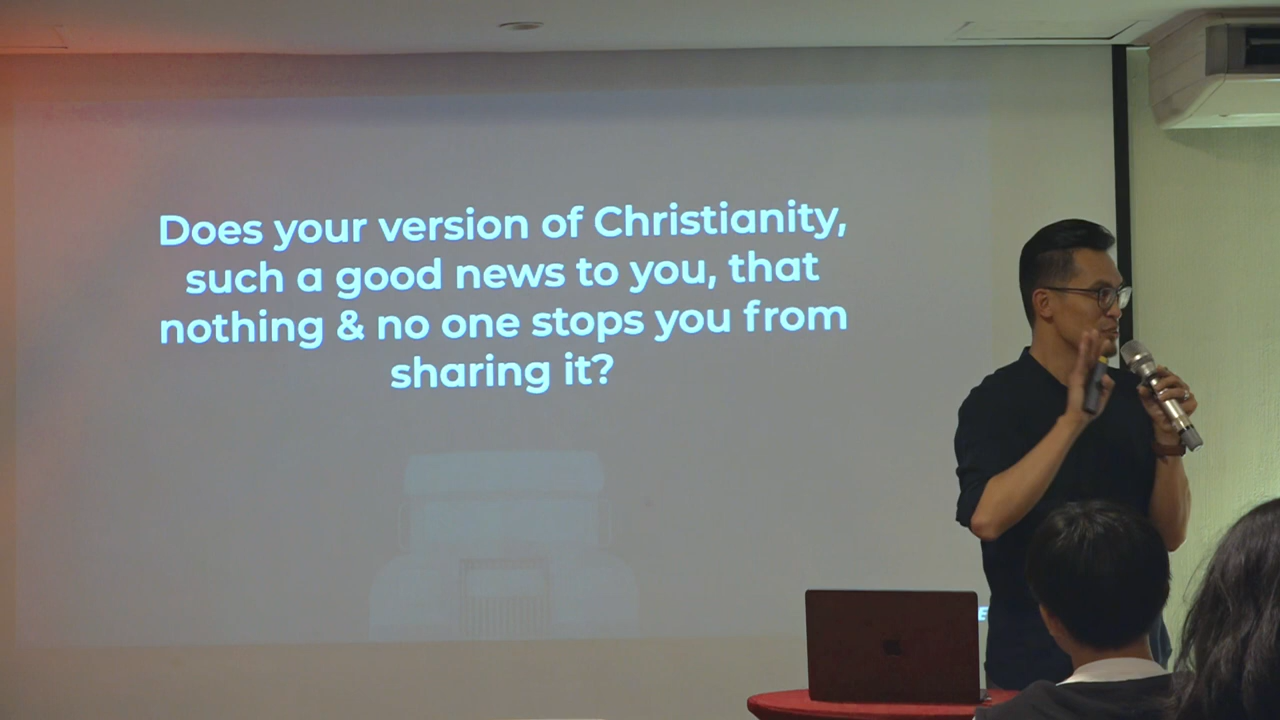 Does your version of Christianity,
such a good news to you, that
nothing & no one stops you from
sharing it?